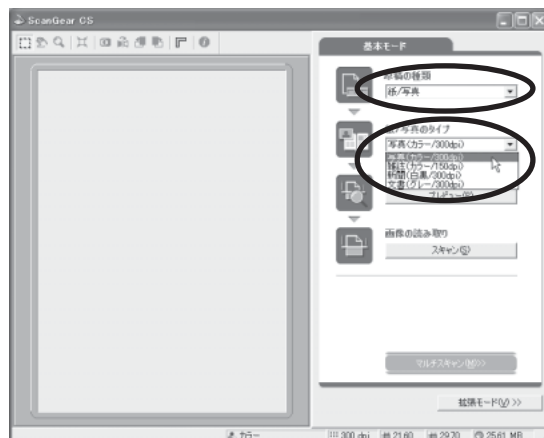 ScanGear CS
基本モード
原稿の種類
紙/写真
紙/写真のタイプ
写真(カラー/300dpi)
写真(カラー/300dpi)
雑誌(カラー/150dpi)
新聞(白黒/300dpi)
文書(グレー/300dpi)
プレビュー(P)
画像の読み取り
スキャン(S)
マルチスキャン(M)>>
拡張モード(V) >>
カラー
300 dpi
2160
2970
25.61 MB